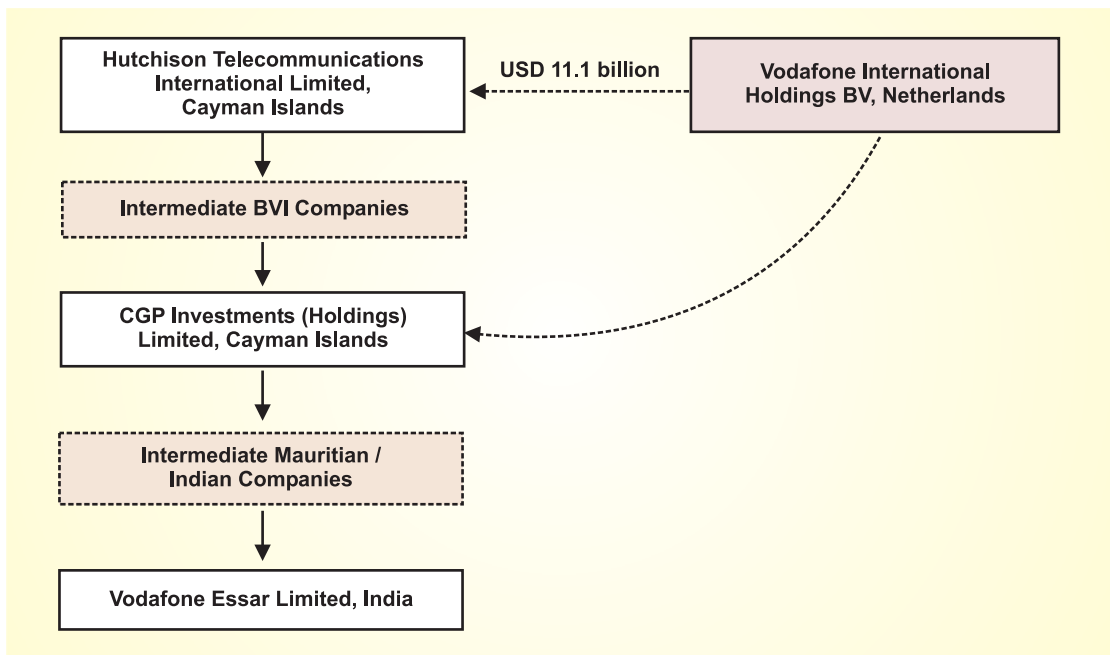 Hutchison Telecommunications
International Limited,
Cayman Islands
USD 11.1 billion
Vodafone International
Holdings BV, Netherlands
Intermediate BVI Companies
CGP Investments (Holdings)
Limited, Cayman Islands
Intermediate Mauritian /
Indian Companies
Vodafone Essar Limited, India